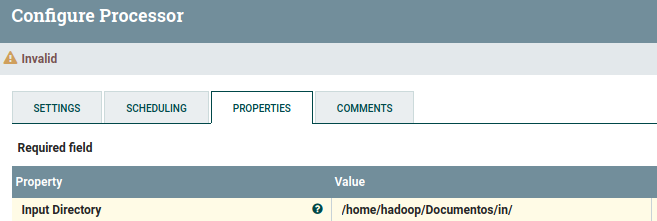 Configure Processor
Invalid
SETTINGS SCHEDULING PROPERTIES COMMENTS
Required field
Property Value
Input Directory /home/hadoop/Documentos/in/